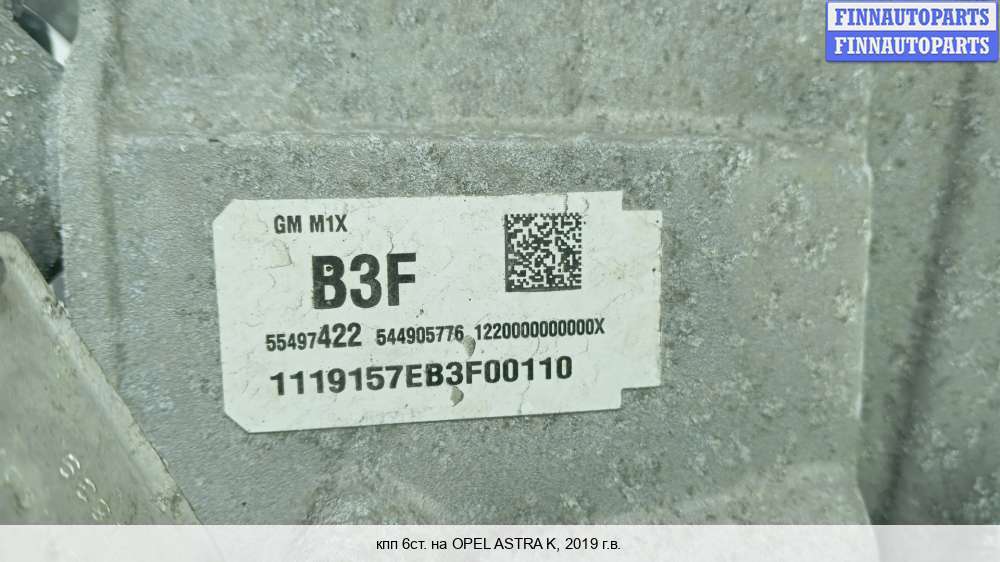 FINNAUTOPARTS
FINNAUTOPARTS
GM M1X
B3F
55497422 544905776 1220000000000X
1119157EB3F00110
кпп 6ст. на OPEL ASTRA K, 2019 г.в.